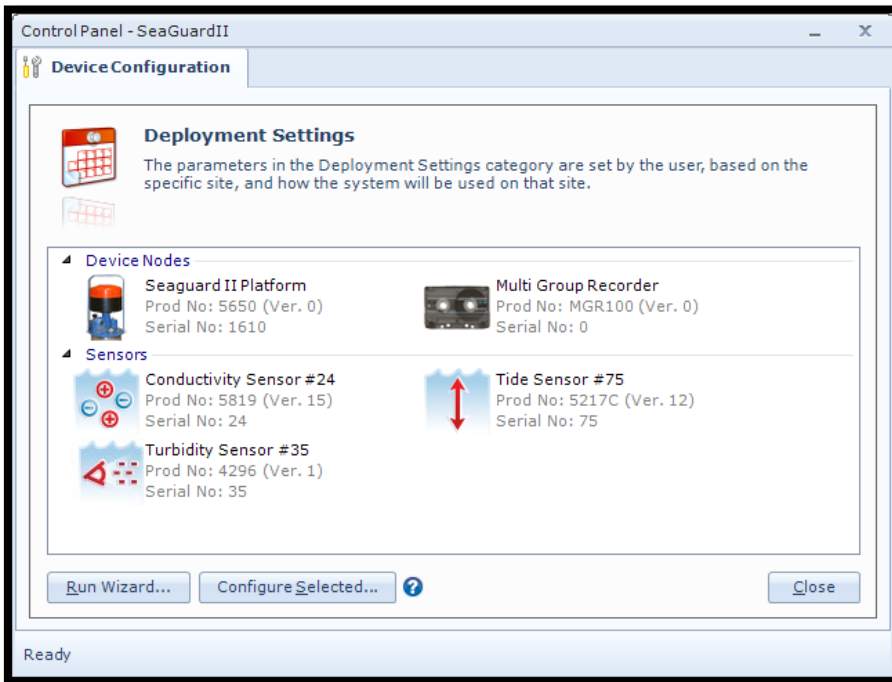 Control Panel - SeaGuardII
Device Configuration
Deployment Settings
The parameters in the Deployment Settings category are set by the user, based on the
specific site, and how the system will be used on that site.
Device Nodes
Seaguard II Platform
Prod No: 5650 (Ver. 0)
Serial No: 1610
Multi Group Recorder
Prod No: MGR100 (Ver. 0)
Serial No: 0
Sensors
Conductivity Sensor #24
Prod No: 5819 (Ver. 15)
Serial No: 24
Tide Sensor #75
Prod No: 5217C (Ver. 12)
Serial No: 75
Turbidity Sensor #35
Prod No: 4296 (Ver. 1)
Serial No: 35
Run Wizard...
Configure Selected...
Close
Ready